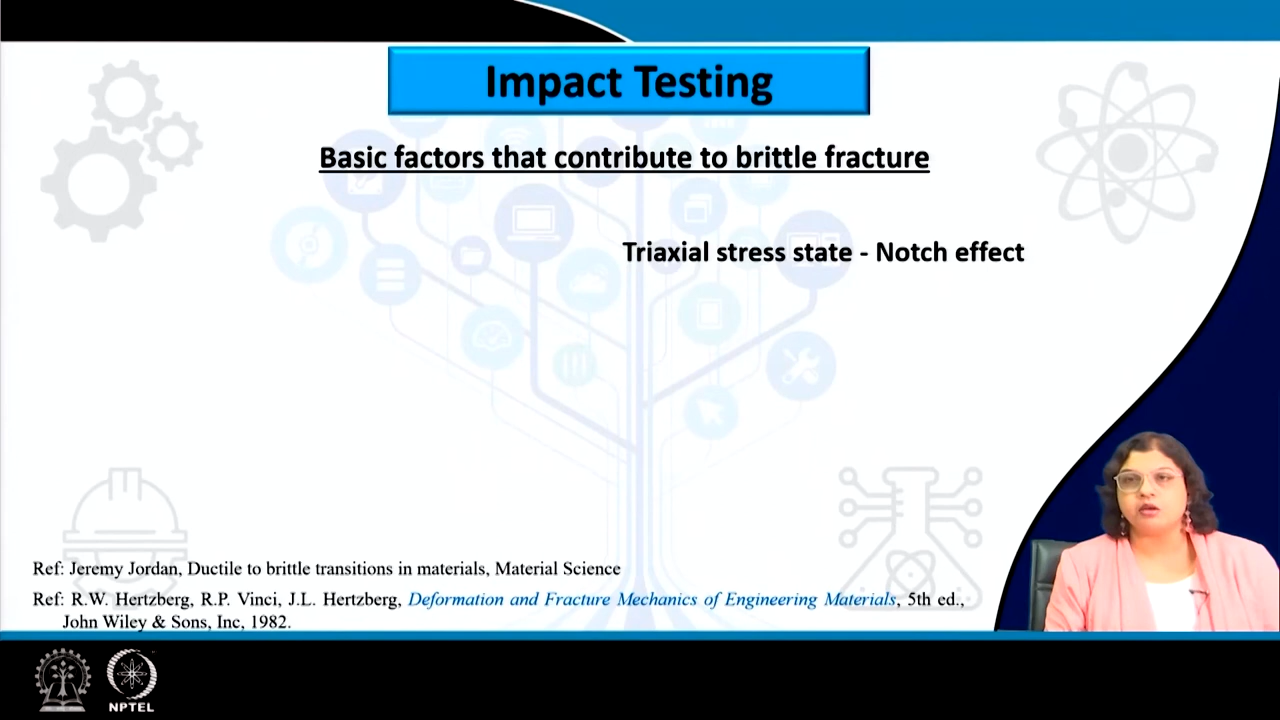 Impact Testing
Basic factors that contribute to brittle fracture
Triaxial stress state - Notch effect
Ref: Jeremy Jordan, Ductile to brittle transitions in materials, Material Science
Ref: R.W. Hertzberg, R.P. Vinci, J.L. Hertzberg, Deformation and Fracture Mechanics of Engineering Materials, 5th ed.,
John Wiley & Sons, Inc, 1982.
NPTEL